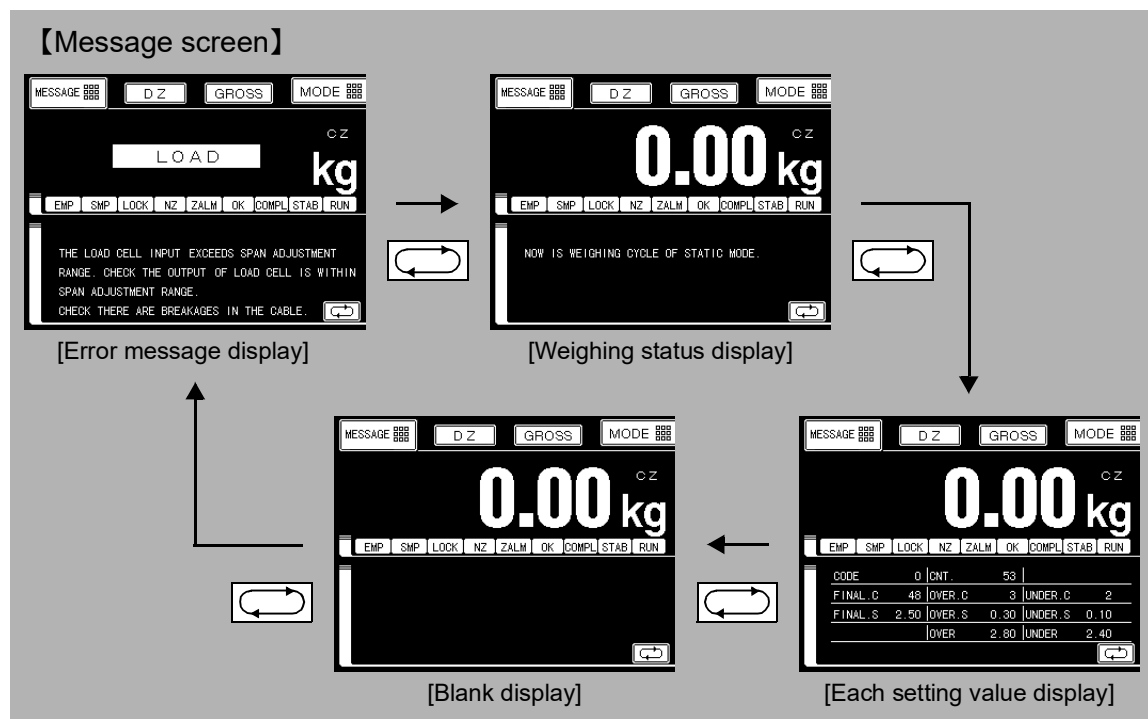 【Message screen】
MESSAGE DZ GROSS MODE
CZ
LOAD
kg
EMP SMP LOCK NZ ZALM OK COMPL STAB RUN
THE LOAD CELL INPUT EXCEEDS SPAN ADJUSTMENT
RANGE. CHECK THE OUTPUT OF LOAD CELL IS WITHIN
SPAN ADJUSTMENT RANGE.
CHECK THERE ARE BREAKAGES IN THE CABLE.
[Error message display]
MESSAGE DZ GROSS MODE
CZ
0.00 kg
EMP SMP LOCK NZ ZALM OK COMPL STAB RUN
NOW IS WEIGHING CYCLE OF STATIC MODE.
[Weighing status display]
MESSAGE DZ GROSS MODE
CZ
0.00 kg
EMP SMP LOCK NZ ZALM OK COMPL STAB RUN
[Blank display]
MESSAGE DZ GROSS MODE
CZ
0.00 kg
EMP SMP LOCK NZ ZALM OK COMPL STAB RUN
CODE 0 CNT. 53
FINAL.C 48 OVER.C 3 UNDER.C 2
FINAL.S 2.50 OVER.S 0.30 UNDER.S 0.10
OVER 2.80 UNDER 2.40
[Each setting value display]